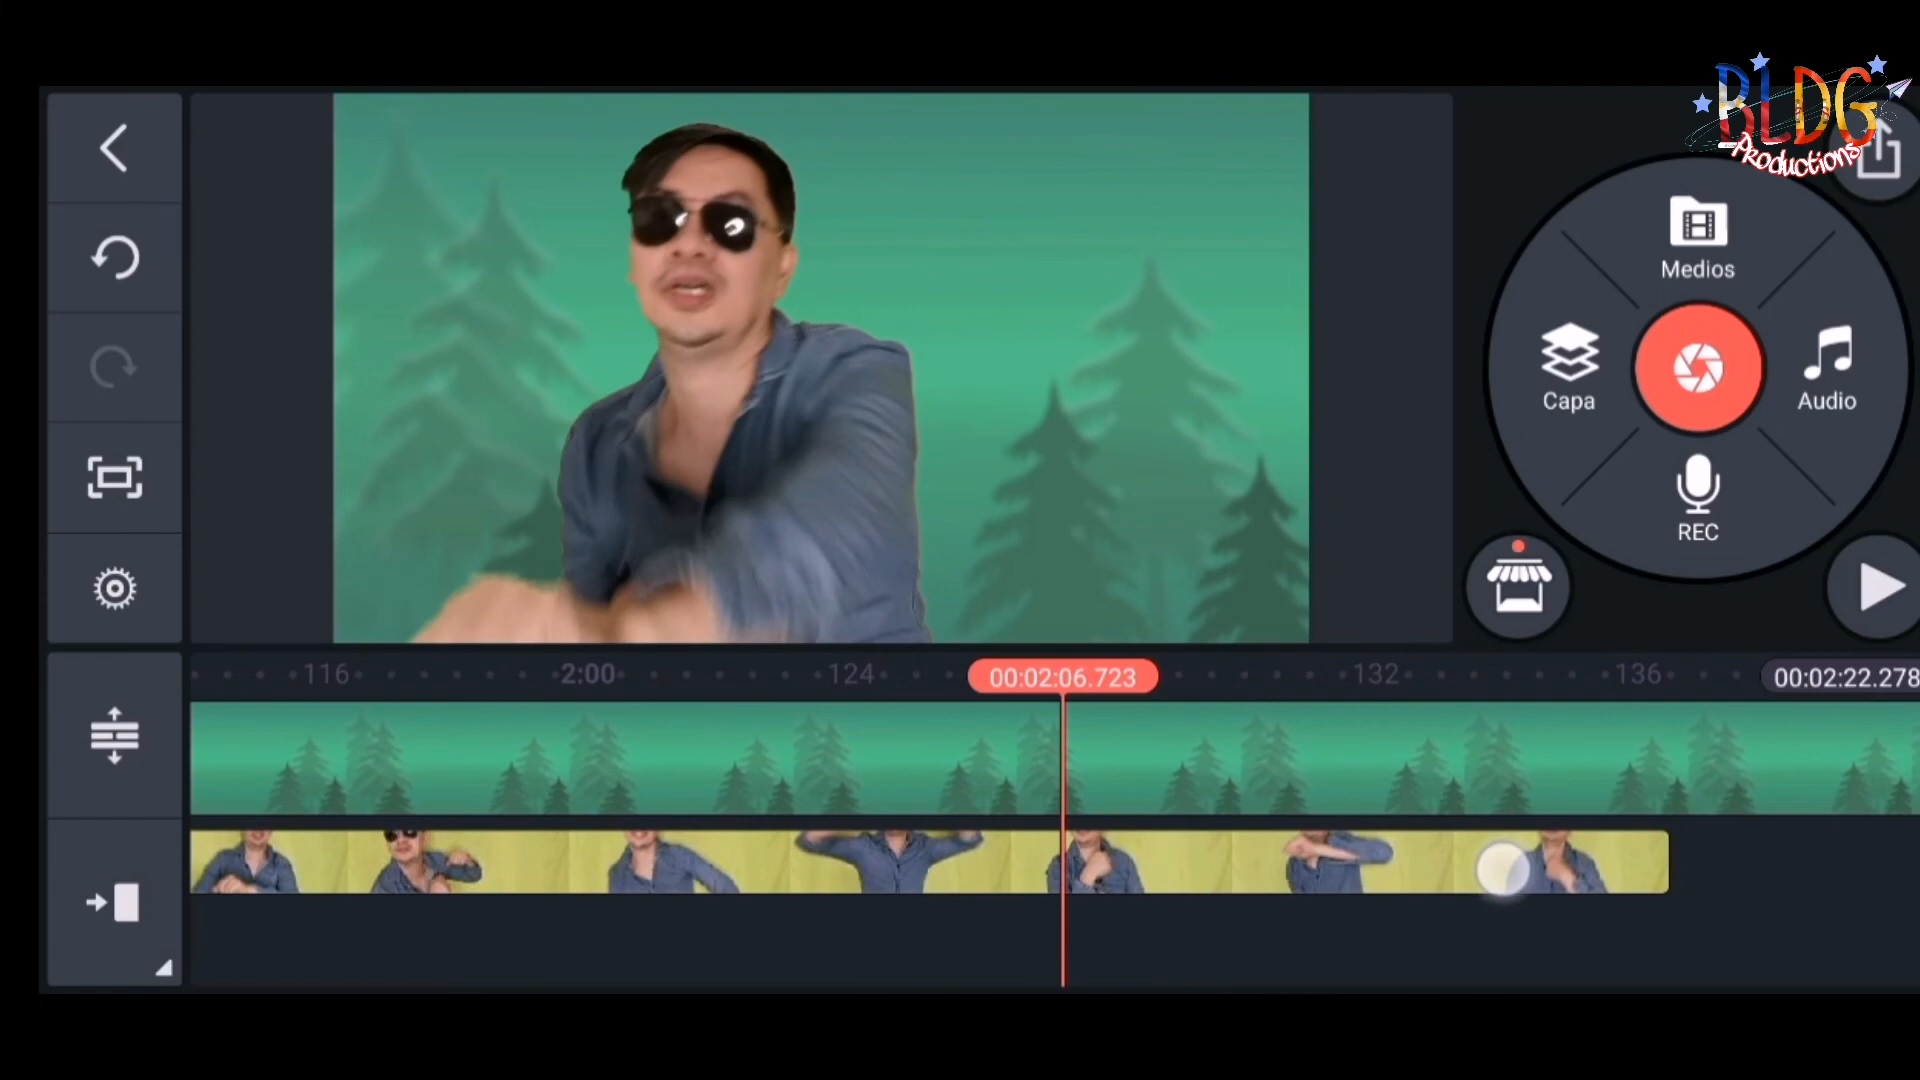 BLDG
Productions
Medios
Capa
Audio
REC
116
2:00
124
00:02:06.723
132
136
00:02:22.278